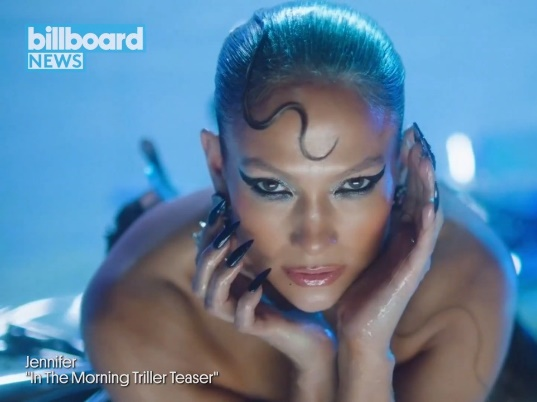 billboard
NEWS
Jennifer
"In The Morning Triller Teaser"